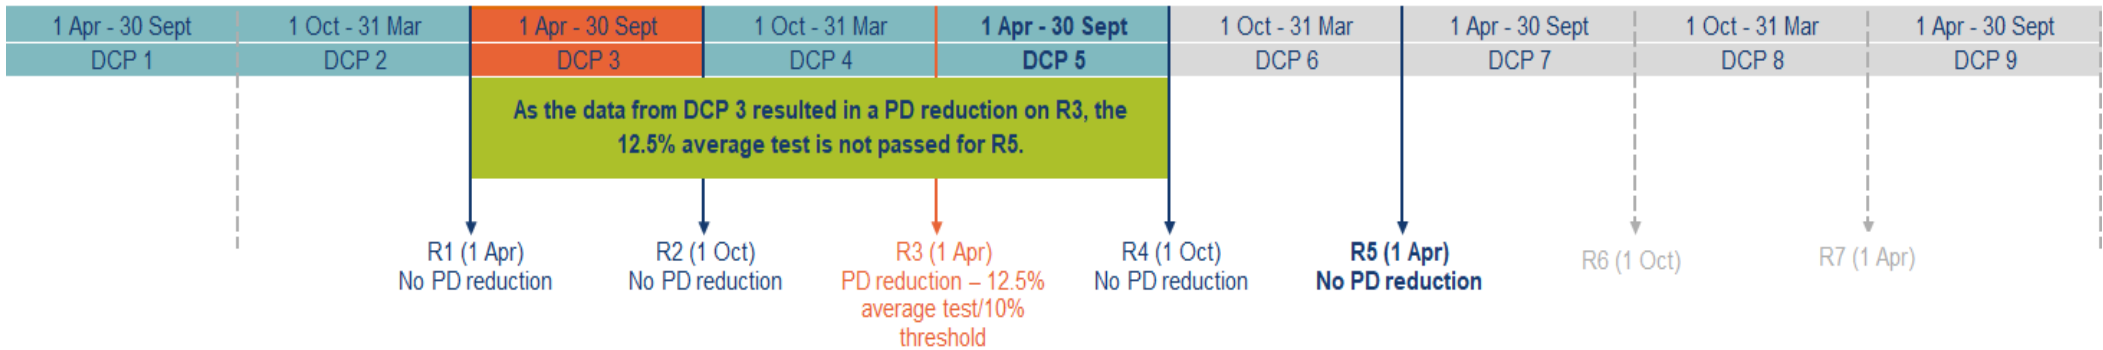 1 Apr - 30 Sept
1 Oct - 31 Mar
1 Apr - 30 Sept
1 Oct - 31 Mar
1 Apr - 30 Sept
1 Oct - 31 Mar
1 Apr - 30 Sept
1 Oct - 31 Mar
1 Apr - 30 Sept
DCP 1
DCP 2
DCP 3
DCP 4
DCP 5
DCP 6
DCP 7
DCP 8
DCP 9
As the data from DCP 3 resulted in a PD reduction on R3, the
12.5% average test is not passed for R5.
R1 (1 Apr)
No PD reduction
R2 (1 Oct)
No PD reduction
R3 (1 Apr)
PD reduction – 12.5%
average test/10%
threshold
R4 (1 Oct)
No PD reduction
R5 (1 Apr)
No PD reduction
R6 (1 Oct)
R7 (1 Apr)